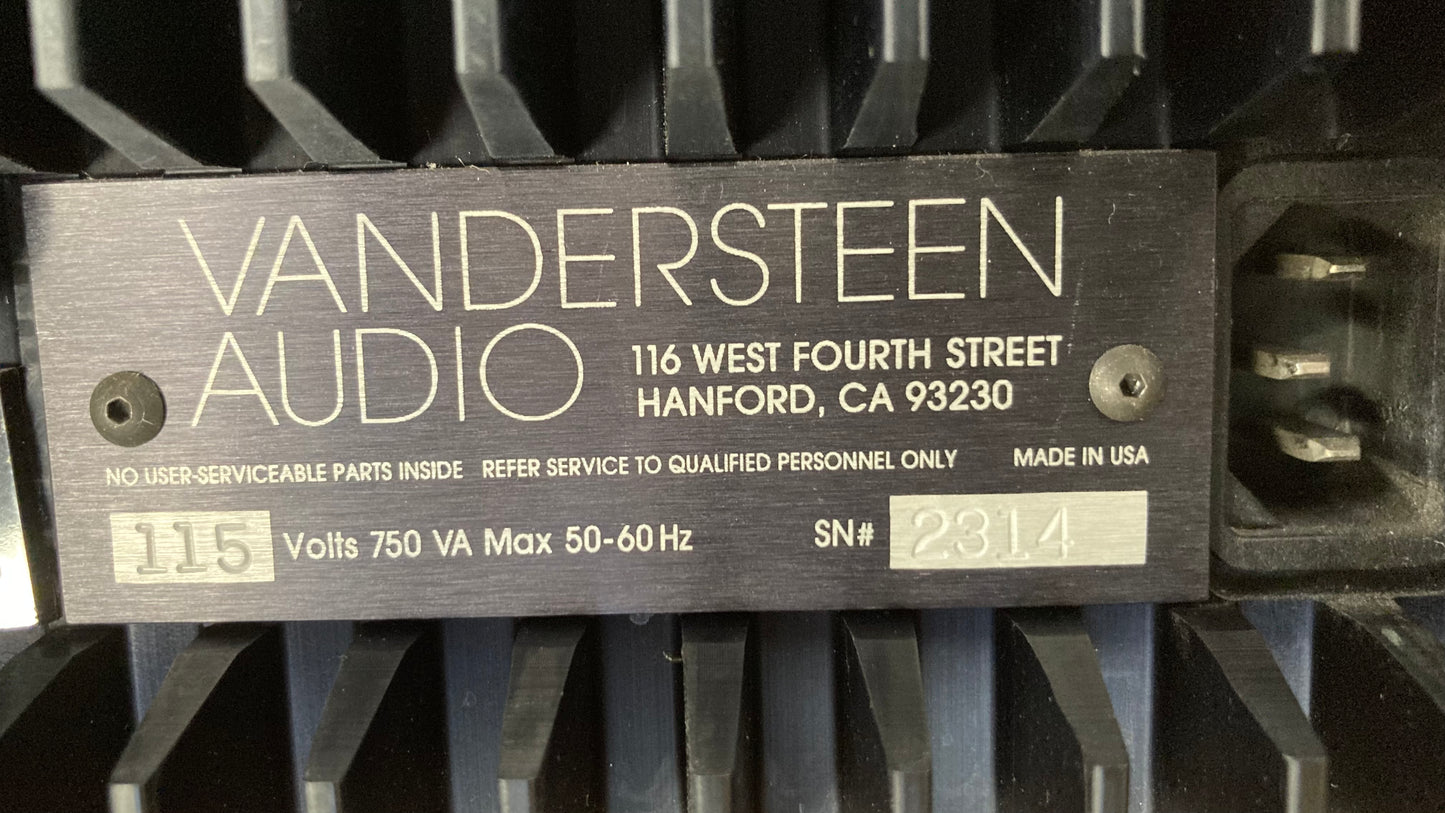 VANDERSTEEN
AUDIO
116 WEST FOURTH STREET
HANFORD, CA 93230
NO USER-SERVICEABLE PARTS INSIDE REFER SERVICE TO QUALIFIED PERSONNEL ONLY MADE IN USA
115 Volts 750 VA Max 50-60 Hz SN# 2314